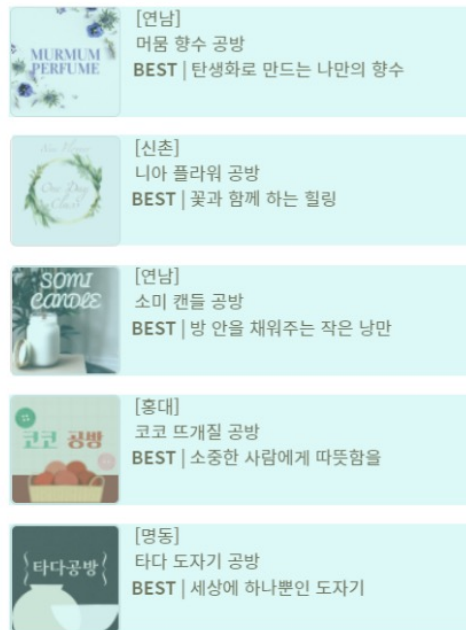 MURMUM
PERFUME
[연남]
머뭄 향수 공방
BEST | 탄생화로 만드는 나만의 향수
One Day
Class
[신촌]
니아 플라워 공방
BEST | 꽃과 함께 하는 힐링
SOMI
CANDLE
[연남]
소미 캔들 공방
BEST | 방 안을 채워주는 작은 낭만
코코 공방
[홍대]
코코 뜨개질 공방
BEST | 소중한 사람에게 따뜻함을
타다공방
[명동]
타다 도자기 공방
BEST | 세상에 하나뿐인 도자기